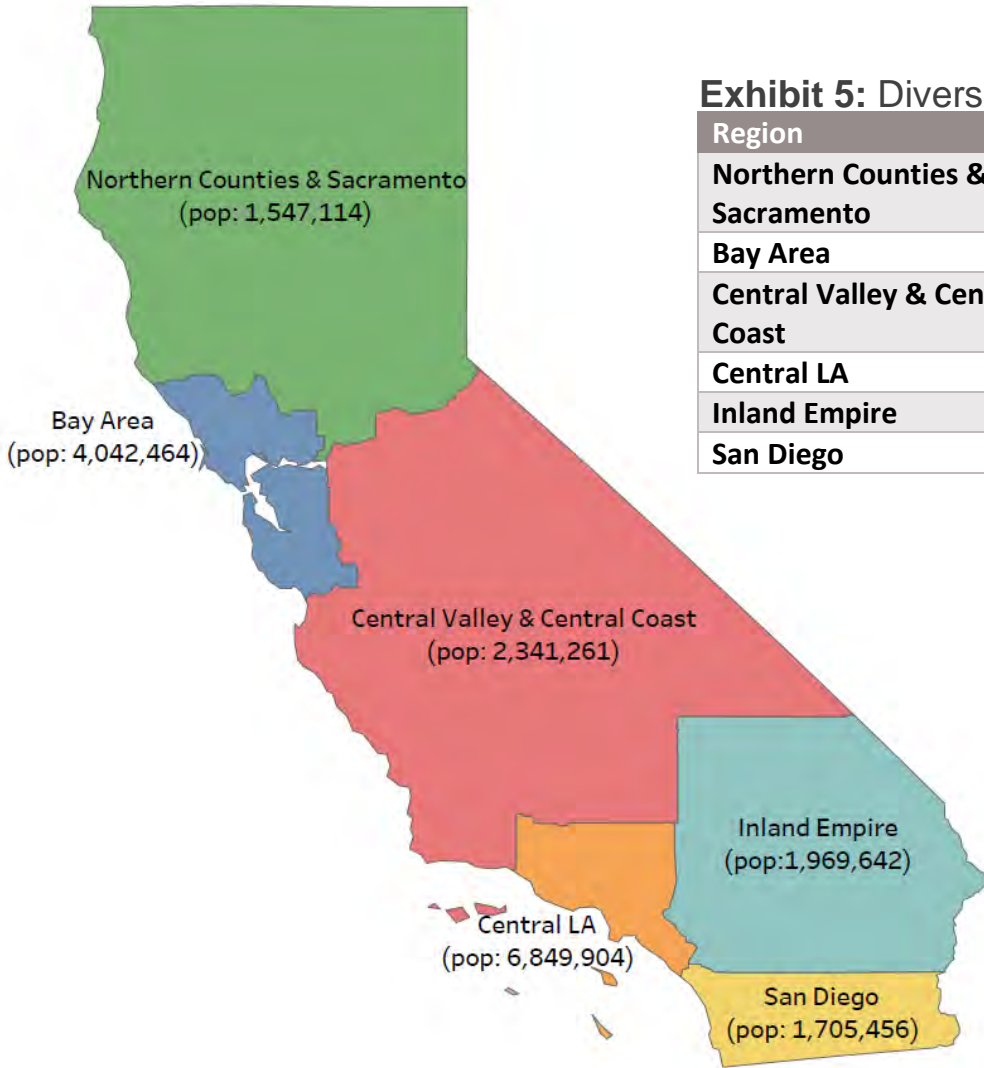 Exhibit 5: Divers
Region
Northern Counties &
Sacramento
Bay Area
Central Valley & Cen
Coast
Central LA
Inland Empire
San Diego
Northern Counties & Sacramento
(pop: 1,547,114)
Bay Area
(pop: 4,042,464)
Central Valley & Central Coast
(pop: 2,341,261)
Inland Empire
(pop:1,969,642)
Central LA
(pop: 6,849,904)
San Diego
(pop: 1,705,456)